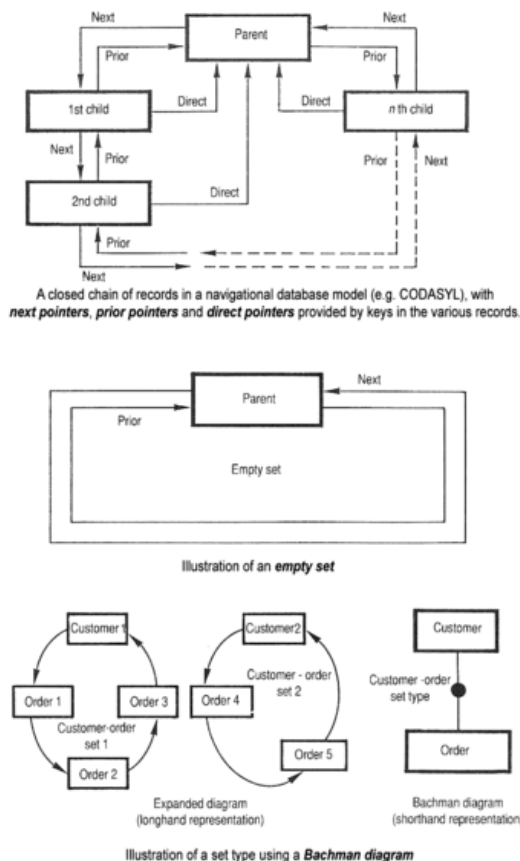 Next
Parent
Prior
Prior
Next
1st child
Direct
Direct
n th child
Next
Prior
Prior
Next
2nd child
Direct
Prior
Next
A closed chain of records in a navigational database model (e.g. CODASYL), with
next pointers, prior pointers and direct pointers provided by keys in the various records.
Next
Parent
Prior
Empty set
Illustration of an empty set
Customer 1
Customer2
Customer
Order 1
Order 3
Customer-order
set 1
Order 2
Order 4
Customer - order
set 2
Order 5
Customer -order
set type
Order
Expanded diagram
(longhand representation)
Bachman diagram
(shorthand representation)
Illustration of a set type using a Bachman diagram